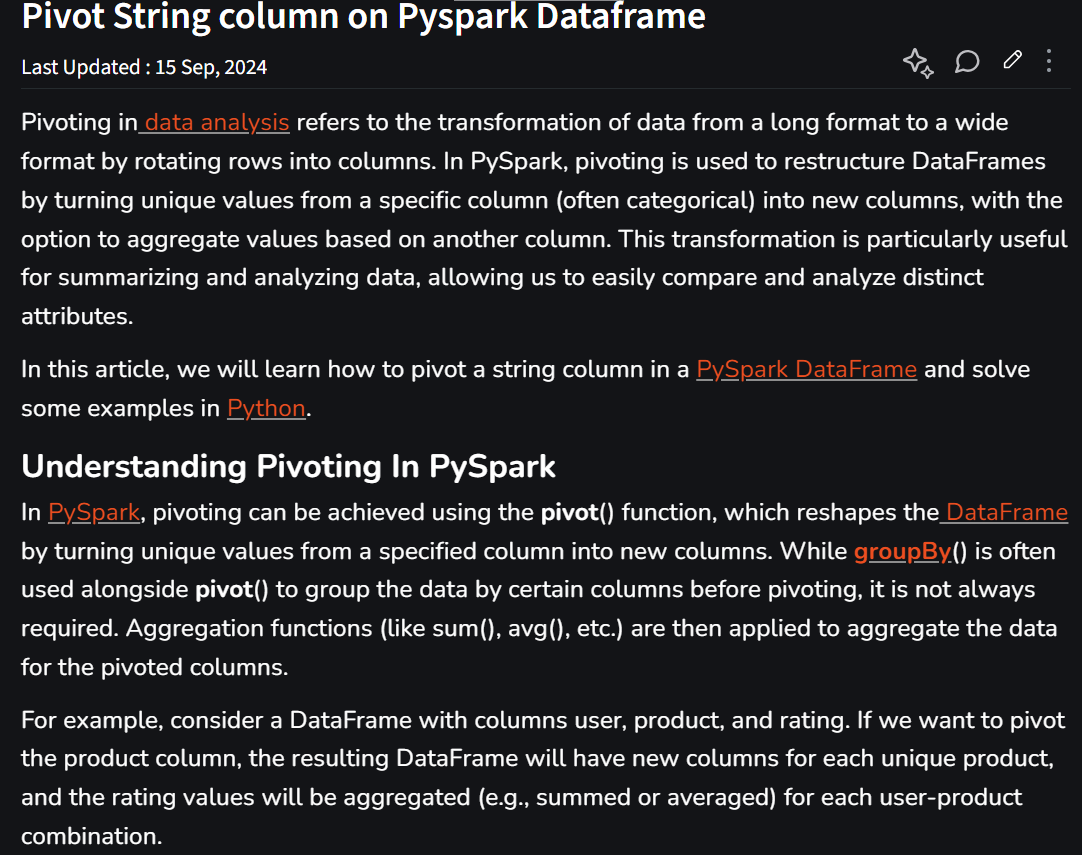 Pivot String column on Pyspark Dataframe
Last Updated : 15 Sep, 2024
Pivoting in data analysis refers to the transformation of data from a long format to a wide
format by rotating rows into columns. In PySpark, pivoting is used to restructure DataFrames
by turning unique values from a specific column (often categorical) into new columns, with the
option to aggregate values based on another column. This transformation is particularly useful
for summarizing and analyzing data, allowing us to easily compare and analyze distinct
attributes.
In this article, we will learn how to pivot a string column in a PySpark DataFrame and solve
some examples in Python.
Understanding Pivoting In PySpark
In PySpark, pivoting can be achieved using the pivot() function, which reshapes the DataFrame
by turning unique values from a specified column into new columns. While groupBy() is often
used alongside pivot() to group the data by certain columns before pivoting, it is not always
required. Aggregation functions (like sum(), avg(), etc.) are then applied to aggregate the data
for the pivoted columns.
For example, consider a DataFrame with columns user, product, and rating. If we want to pivot
the product column, the resulting DataFrame will have new columns for each unique product,
and the rating values will be aggregated (e.g., summed or averaged) for each user-product
combination.